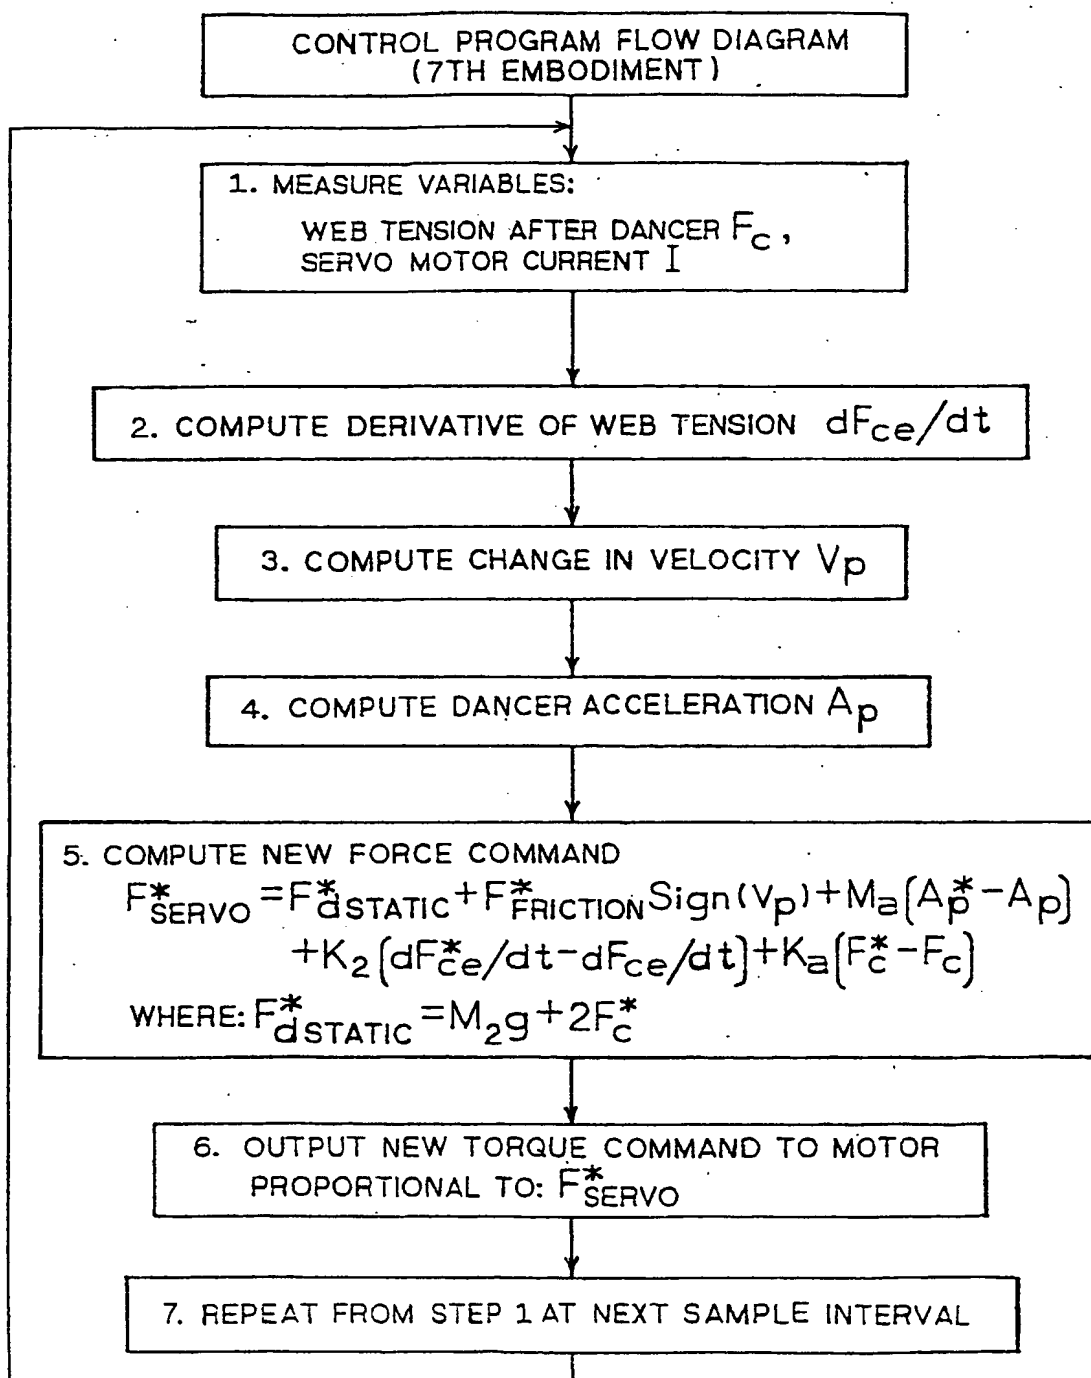 CONTROL PROGRAM FLOW DIAGRAM
(7TH EMBODIMENT)
1. MEASURE VARIABLES:
WEB TENSION AFTER DANCER Fc,
SERVO MOTOR CURRENT I
2. COMPUTE DERIVATIVE OF WEB TENSION dFce/dt
3. COMPUTE CHANGE IN VELOCITY Vp
4. COMPUTE DANCER ACCELERATION Ap
5. COMPUTE NEW FORCE COMMAND
F*SERVO = F*dSTATIC + F*FRICTION Sign(Vp) + Ma(A*p - Ap)
+ K2(dF*ce/dt - dFce/dt) + Ka(F*c - Fc)
WHERE: F*dSTATIC = M2g + 2F*c
6. OUTPUT NEW TORQUE COMMAND TO MOTOR
PROPORTIONAL TO: F*SERVO
7. REPEAT FROM STEP 1 AT NEXT SAMPLE INTERVAL